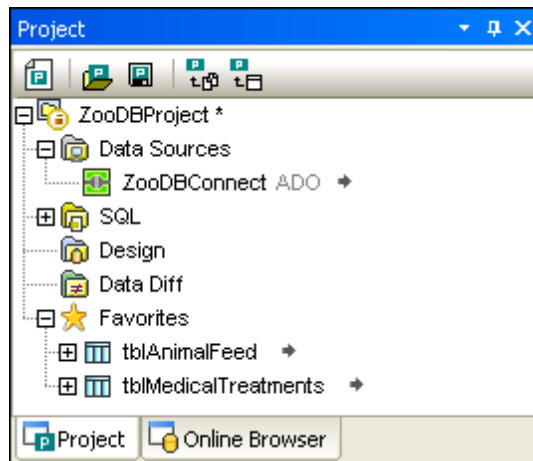 Project
ZooDBProject *
Data Sources
ZooDBConnect ADO
SQL
Design
Data Diff
Favorites
tblAnimalFeed
tblMedicalTreatments
Project Online Browser